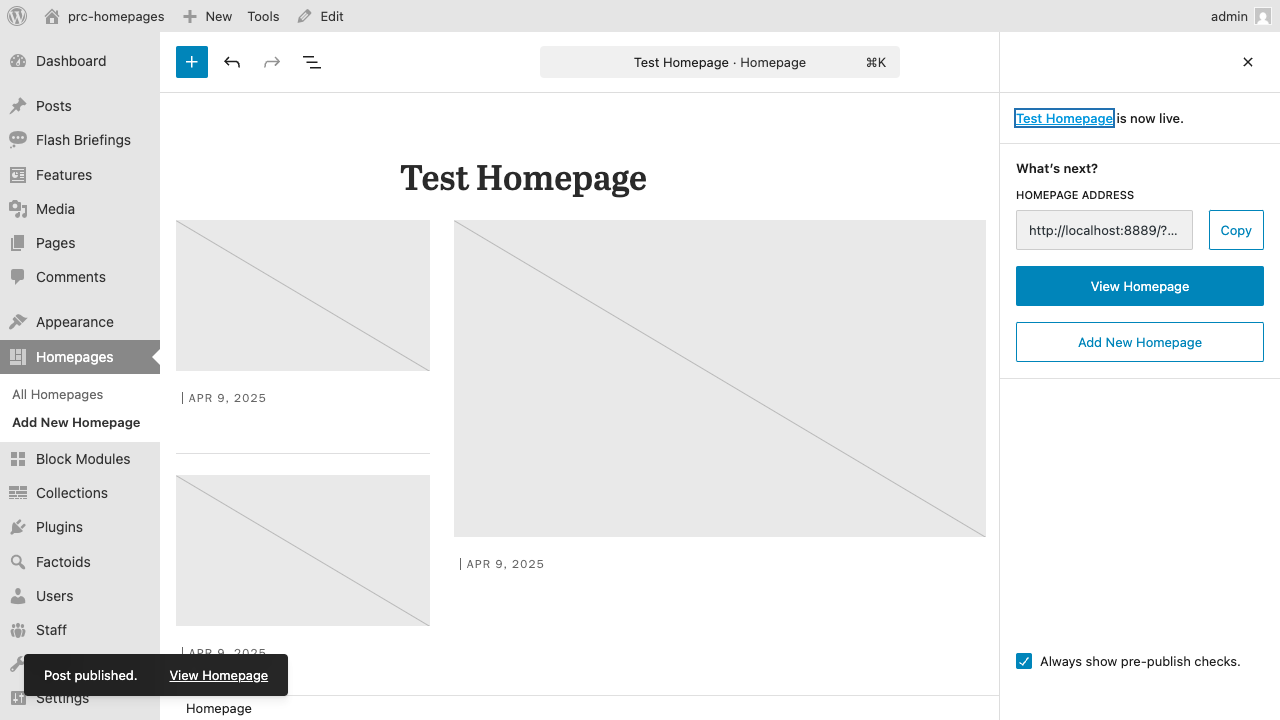 prc-homepages
New
Tools
Edit
admin
Dashboard
Posts
Flash Briefings
Features
Media
Pages
Comments
Appearance
Homepages
All Homepages
Add New Homepage
Block Modules
Collections
Plugins
Factoids
Users
Staff
Settings
Test Homepage · Homepage
⌘K
Test Homepage
| APR 9, 2025
| APR 9, 2025
| APR 9, 2025
Homepage
Post published.
View Homepage
Test Homepage is now live.
What's next?
HOMEPAGE ADDRESS
http://localhost:8889/?...
Copy
View Homepage
Add New Homepage
Always show pre-publish checks.